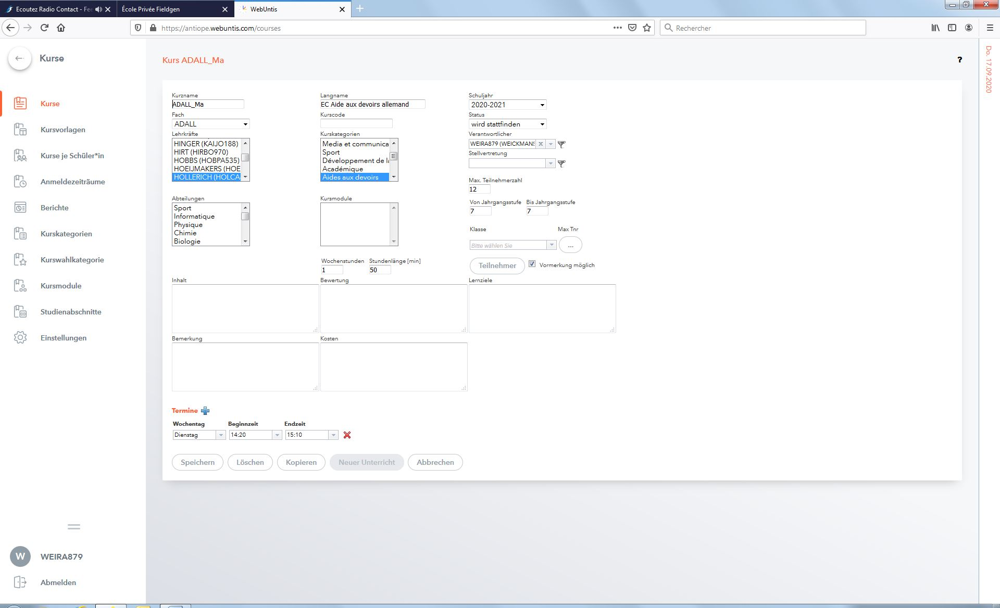 Ecoutez Radio Contact - Fee
École Privée Fieldgen
WebUntis
https://antiope.webuntis.com/courses
Rechercher
Kurse
Kurse
Kursvorlagen
Kurse je Schüler*in
Anmeldezeiträume
Berichte
Kurskategorien
Kurswahlkategorie
Kursmodule
Studienabschnitte
Einstellungen
W WEIRA879
Abmelden
Kurs ADALL_Ma
?
Do. 17.09.2020
Kurzname
ADALL_Ma
Langname
EC Aide aux devoirs allemand
Schuljahr
2020-2021
Fach
ADALL
Kurscode
Status
wird stattfinden
Lehrkräfte
HINGER (KAIJO188)
HIRT (HIRBO970)
HOBBS (HOBPA535)
HOEIJMAKERS (HOE
HOLLERICH (HOLCA
Kurskategorien
Media et communica
Sport
Développement de la
Académique
Aides aux devoirs
Verantwortlicher
WEIRA879 (WEICKMANS
Stellvertretung
Max. Teilnehmerzahl
12
Von Jahrgangsstufe Bis Jahrgangsstufe
7 7
Abteilungen
Sport
Informatique
Physique
Chimie
Biologie
Kursmodule
Klasse Max Tnr
Bitte wählen Sie ...
Wochenstunden Stundenlänge [min]
1 50
Teilnehmer Vormerkung möglich
Inhalt Bewertung Lernziele
Bemerkung Kosten
Termine
Wochentag Beginnzeit Endzeit
Dienstag 14:20 15:10
Speichern Löschen Kopieren Neuer Unterricht Abbrechen